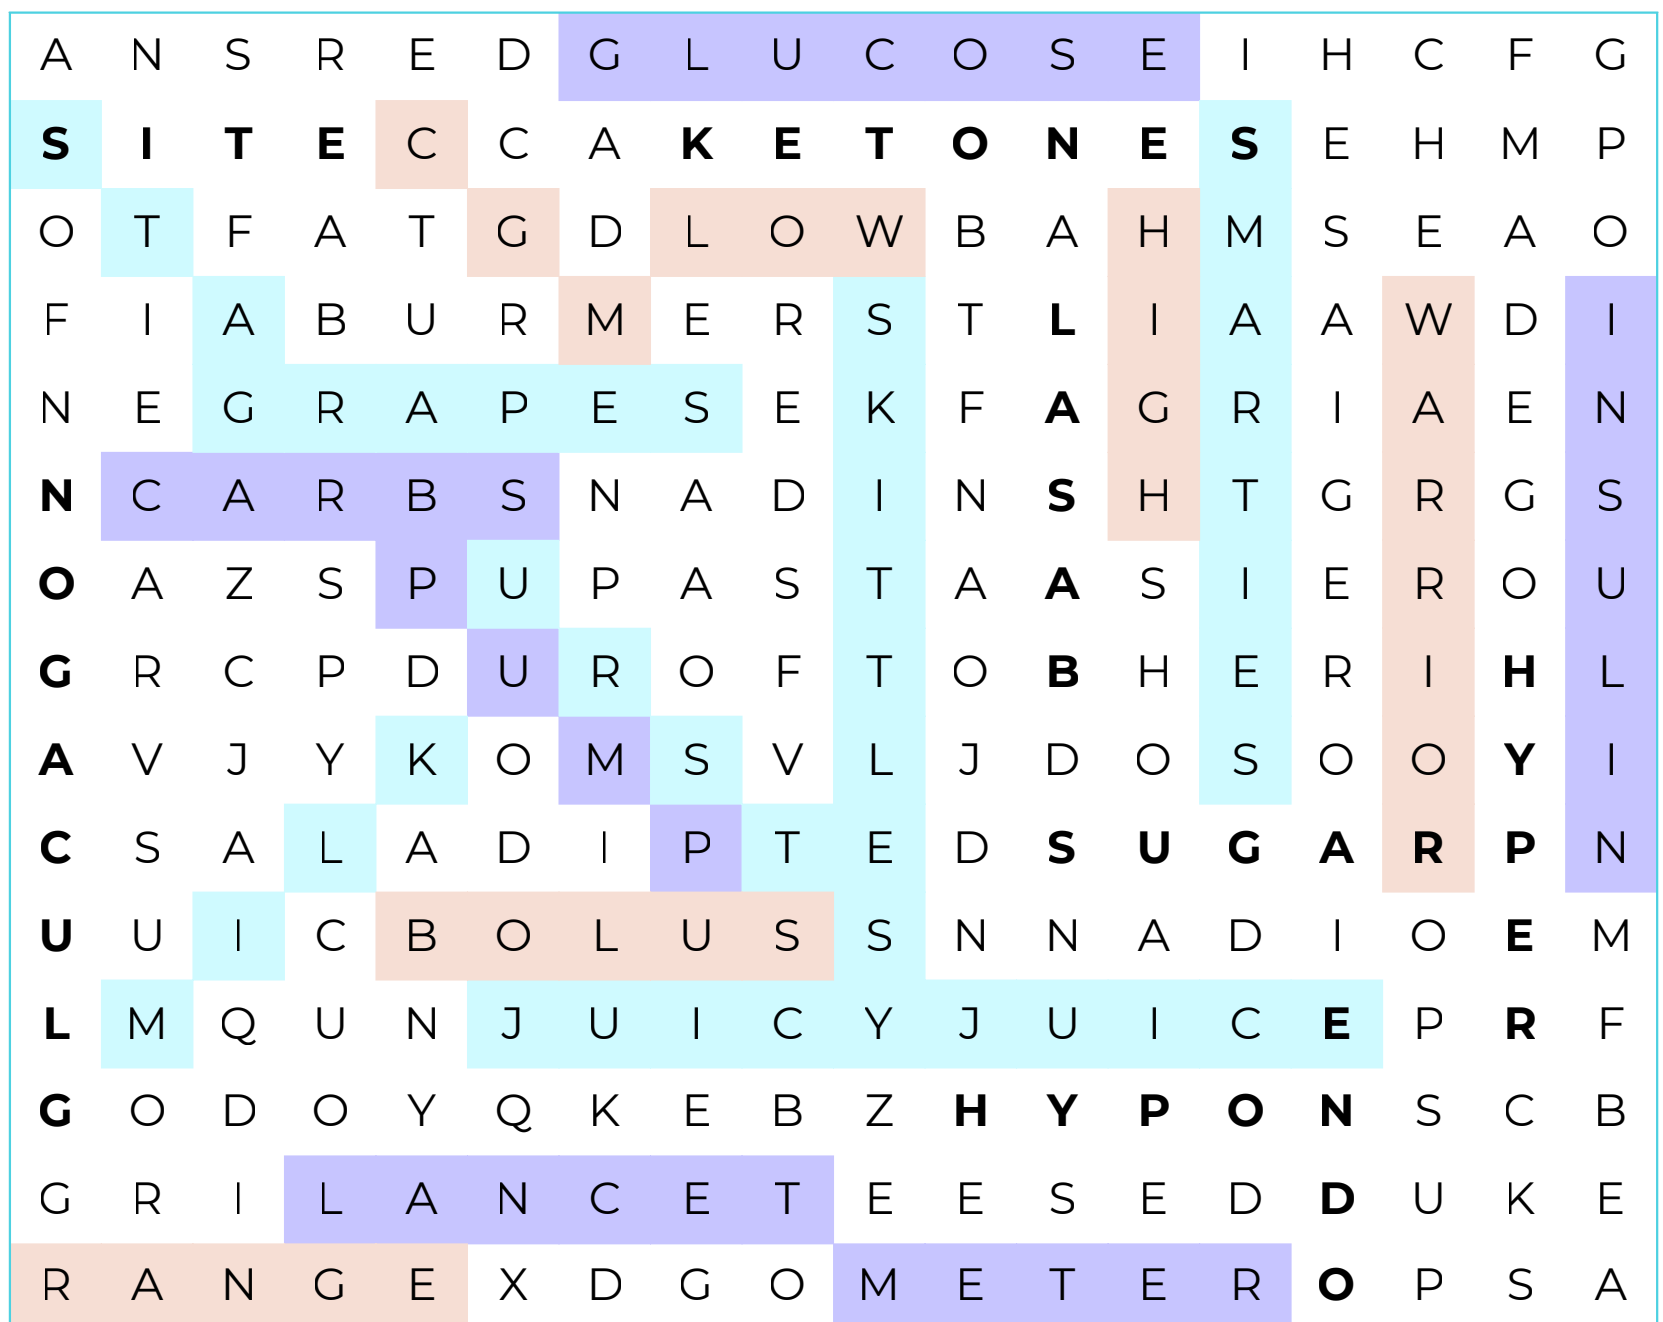 A N S R E D G L U C O S E I H C F G
S I T E C C A K E T O N E S E H M P
O T F A T G D L O W B A H M S E A O
F I A B U R M E R S T L I A A W D I
N E G R A P E S E K F A G R I A E N
N C A R B S N A D I N S H T G R G S
O A Z S P U P A S T A A S I E R O U
G R C P D U R O F T O B H E R I H L
A V J Y K O M S V L J D O S O O Y I
C S A L A D I P T E D S U G A R P N
U U I C B O L U S S N N A D I O E M
L M Q U N J U I C Y J U I C E P R F
G O D O Y Q K E B Z H Y P O N S C B
G R I L A N C E T E E S E D D U K E
R A N G E X D G O M E T E R O P S A